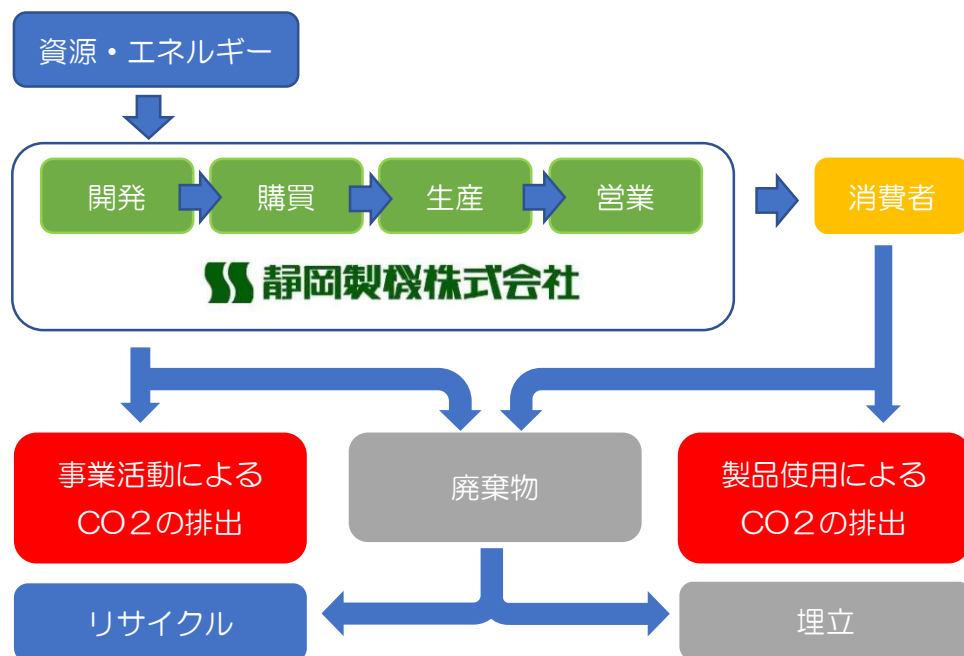 資源・エネルギー
開発
購買
生産
営業
消費者
静岡製機株式会社
事業活動による
CO2の排出
廃棄物
製品使用による
CO2の排出
リサイクル
埋立